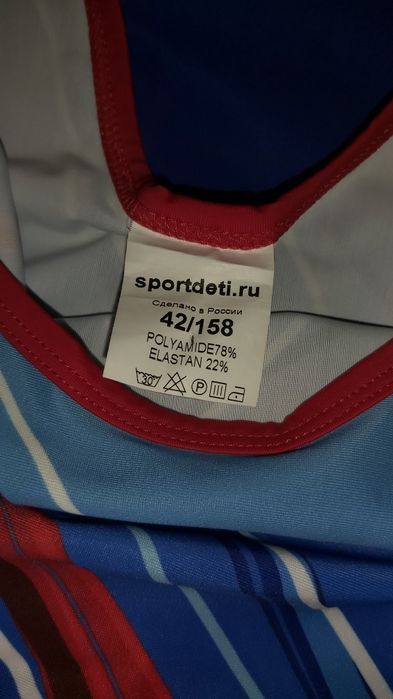 sportdeti.ru
Сделано в России
42/158
POLYAMIDE78%
ELASTAN 22%
30° P